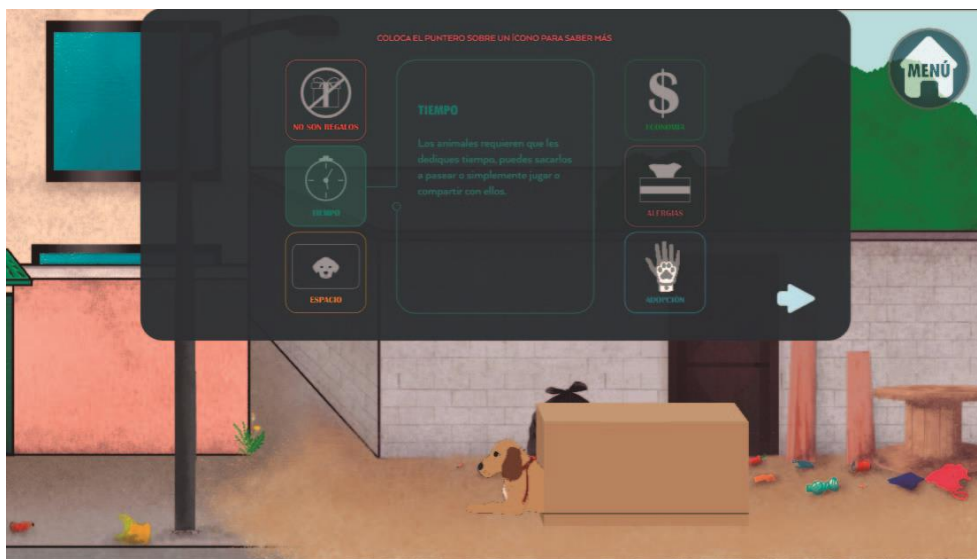 COLOCA EL PUNTERO SOBRE UN ÍCONO PARA SABER MÁS
MENÚ
NO SON REGALOS
TIEMPO
ESPACIO
TIEMPO
Los animales requieren que les
dediques tiempo, puedes sacarlos
a pasear o simplemente jugar o
compartir con ellos.
$
ECONOMÍA
ALERGIAS
ADOPCIÓN